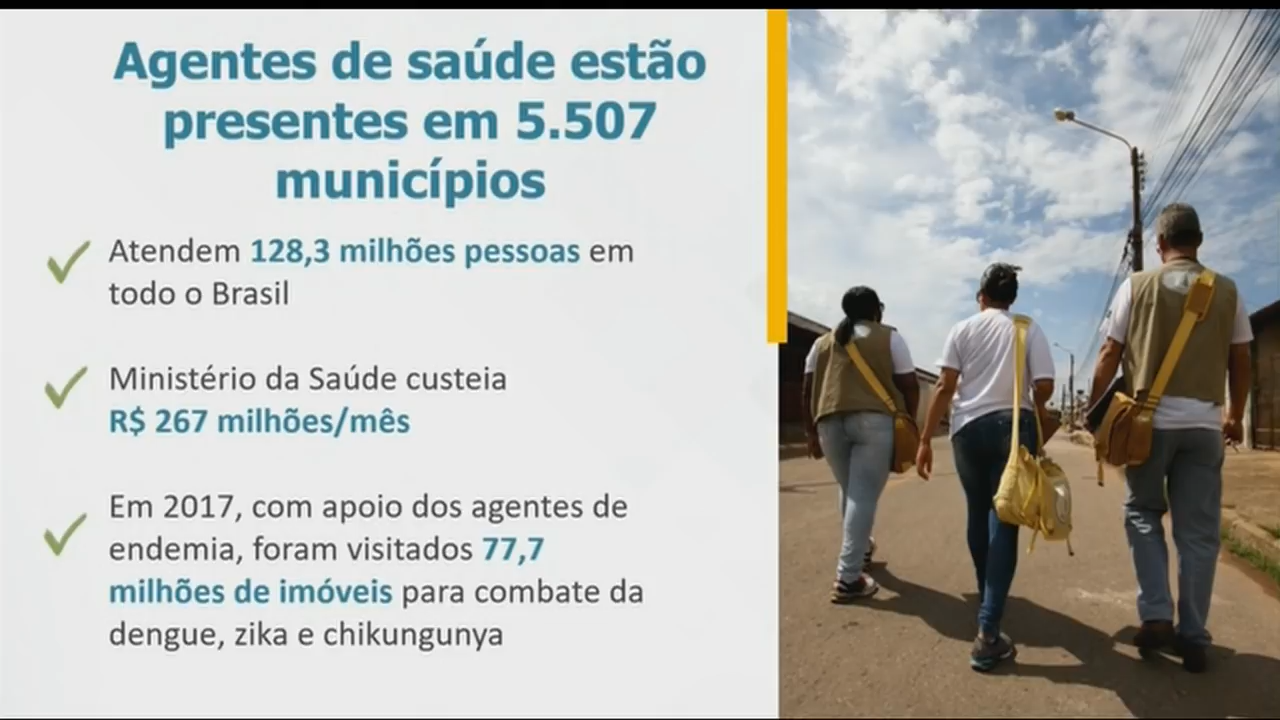 Agentes de saúde estão
presentes em 5.507
municípios
Atendem 128,3 milhões pessoas em
todo o Brasil
Ministério da Saúde custeia
R$ 267 milhões/mês
Em 2017, com apoio dos agentes de
endemia, foram visitados 77,7
milhões de imóveis para combate da
dengue, zika e chikungunya